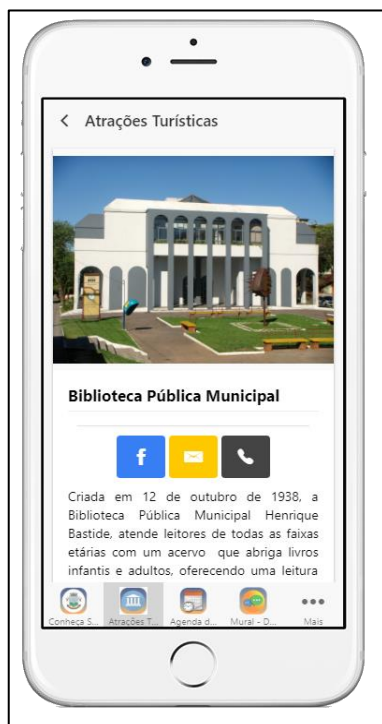 Atrações Turísticas
Biblioteca Pública Municipal
f
Criada em 12 de outubro de 1938, a
Biblioteca Pública Municipal Henrique
Bastide, atende leitores de todas as faixas
etárias com um acervo que abriga livros
infantis e adultos, oferecendo uma leitura
Conheça S... Atrações T... Agenda d... Mural - D... Mais